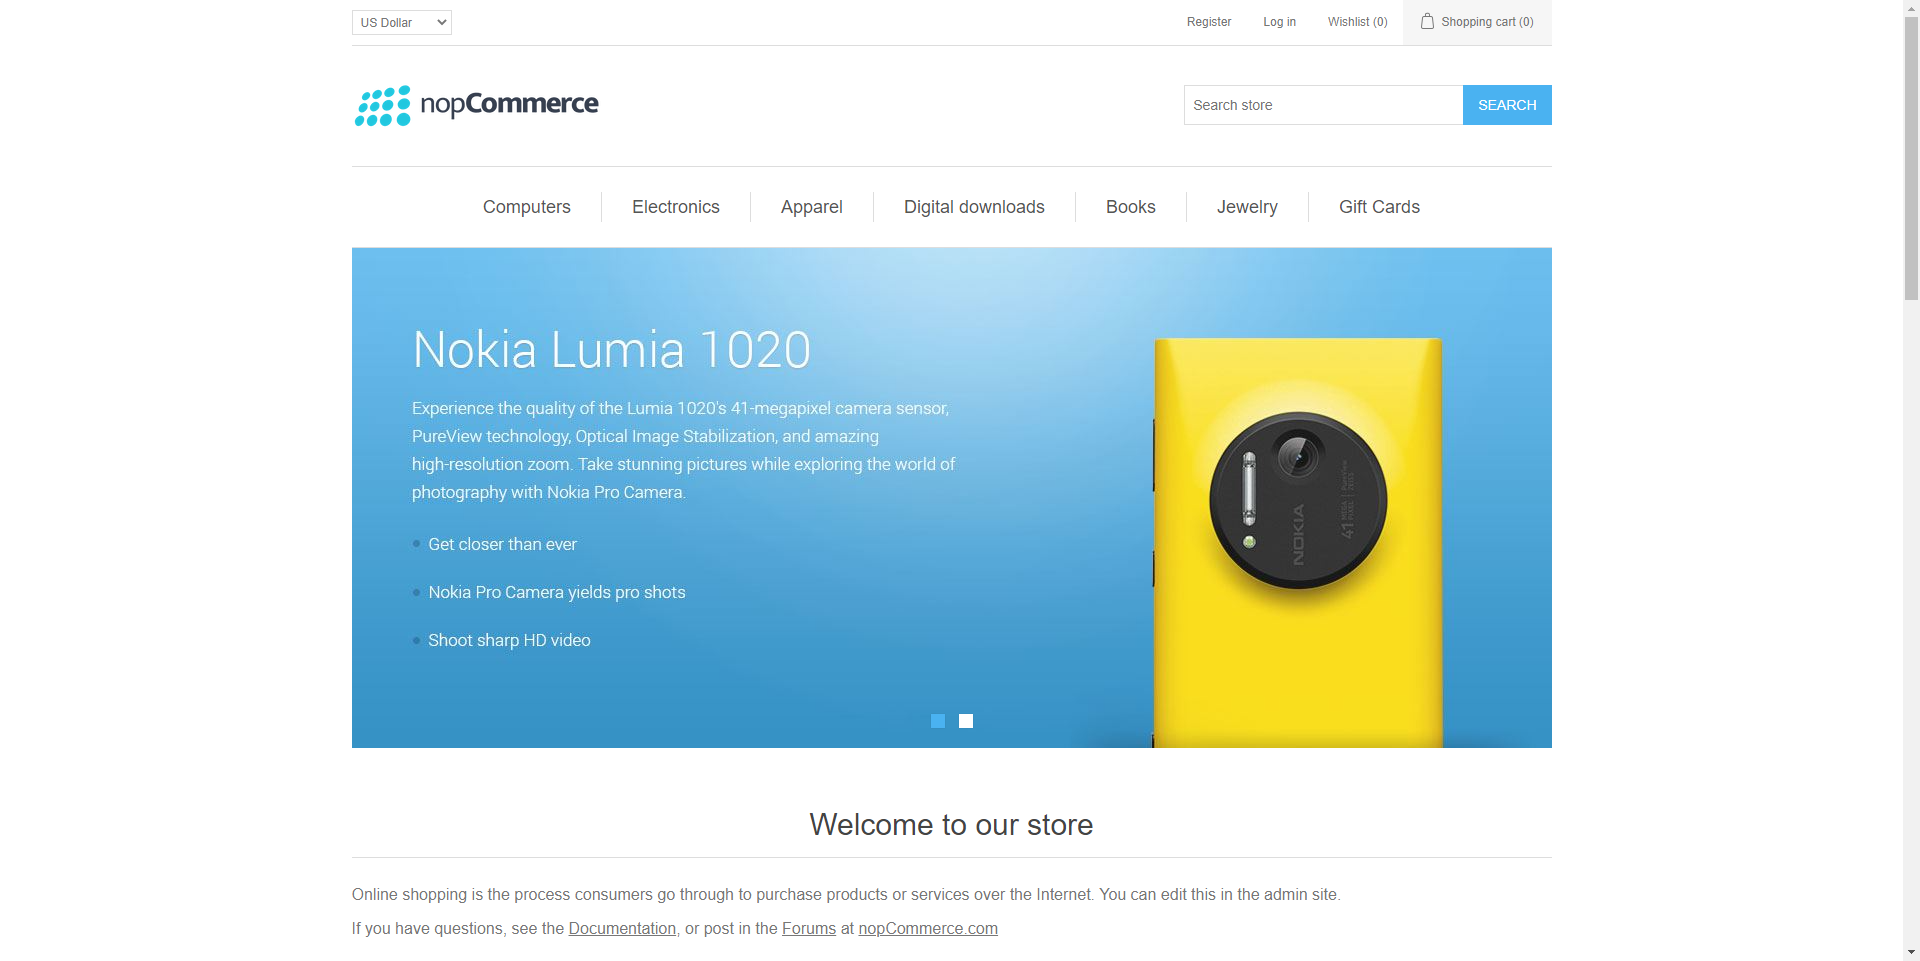 US Dollar
Register
Log in
Wishlist (0)
Shopping cart (0)
nopCommerce
Search store
SEARCH
Computers
Electronics
Apparel
Digital downloads
Books
Jewelry
Gift Cards
Nokia Lumia 1020
Experience the quality of the Lumia 1020's 41-megapixel camera sensor,
PureView technology, Optical Image Stabilization, and amazing
high-resolution zoom. Take stunning pictures while exploring the world of
photography with Nokia Pro Camera.
Get closer than ever
Nokia Pro Camera yields pro shots
Shoot sharp HD video
NOKIA
41 MEGA PIXEL
PureView
ZEISS
Welcome to our store
Online shopping is the process consumers go through to purchase products or services over the Internet. You can edit this in the admin site.
If you have questions, see the Documentation, or post in the Forums at nopCommerce.com